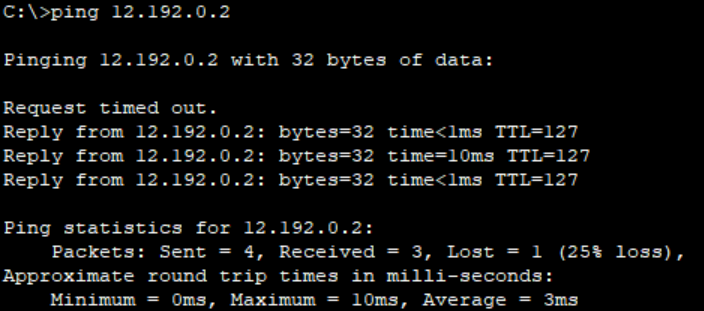 C:\>ping 12.192.0.2
Pinging 12.192.0.2 with 32 bytes of data:
Request timed out.
Reply from 12.192.0.2: bytes=32 time<1ms TTL=127
Reply from 12.192.0.2: bytes=32 time=10ms TTL=127
Reply from 12.192.0.2: bytes=32 time<1ms TTL=127
Ping statistics for 12.192.0.2:
    Packets: Sent = 4, Received = 3, Lost = 1 (25% loss),
Approximate round trip times in milli-seconds:
    Minimum = 0ms, Maximum = 10ms, Average = 3ms